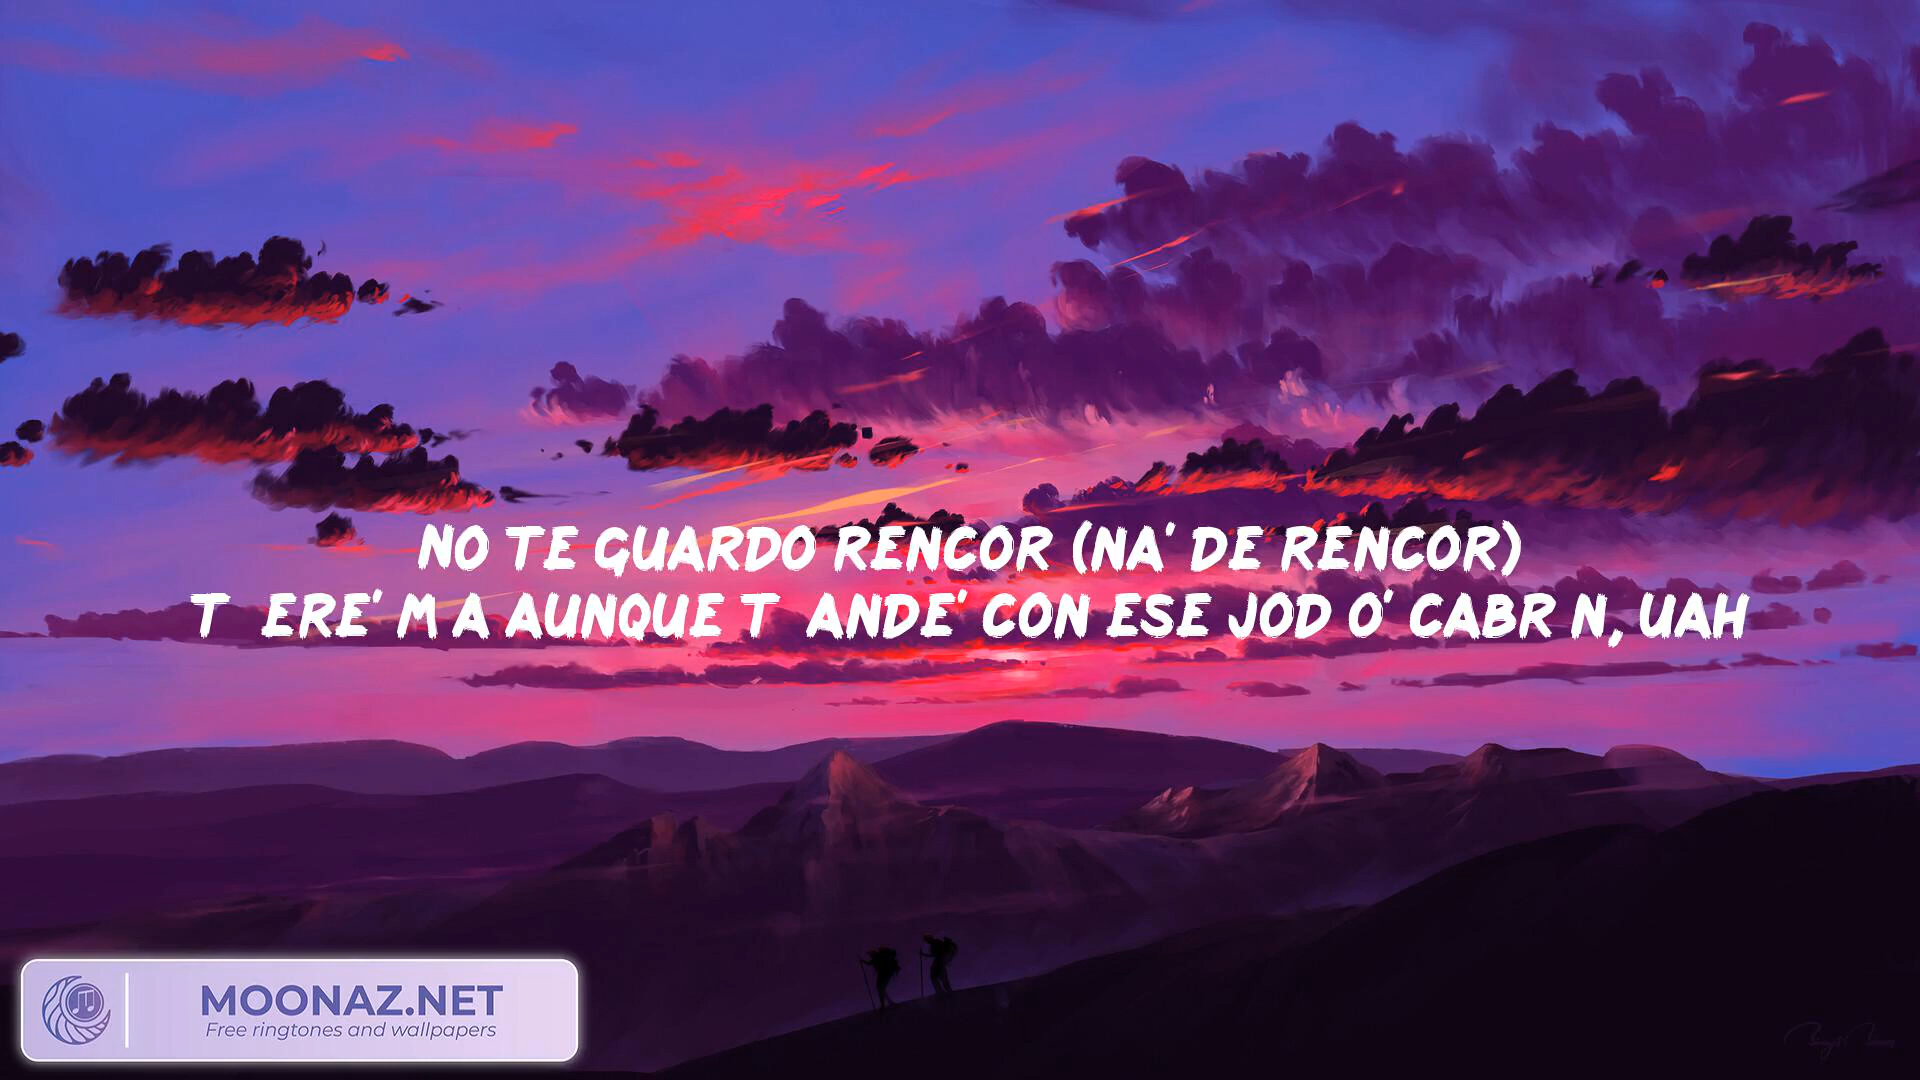 NO TE GUARDO RENCOR (NA' DE RENCOR)
T ERE' M A AUNQUE T ANDE' CON ESE JOD O' CABR N, UAH
MOONAZ.NET
Free ringtones and wallpapers